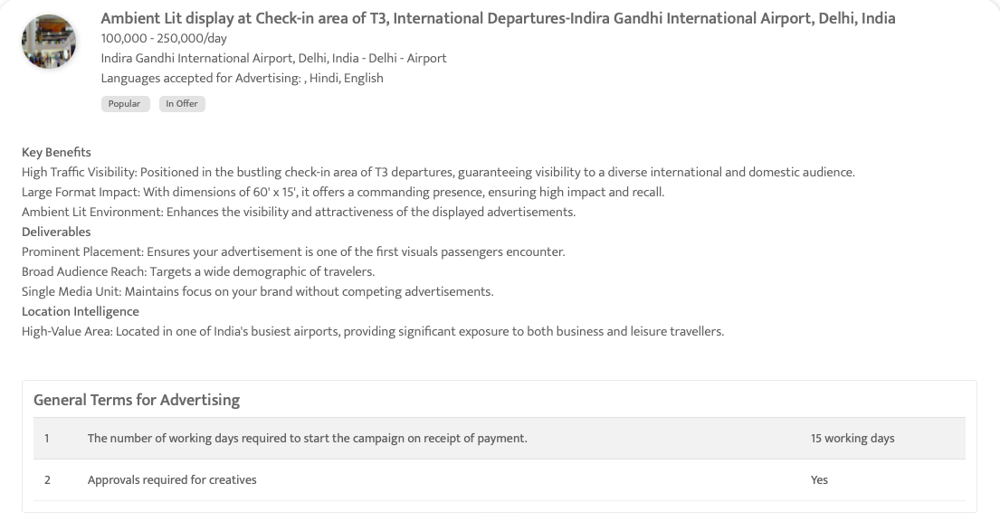 Ambient Lit display at Check-in area of T3, International Departures-Indira Gandhi International Airport, Delhi, India
100,000 - 250,000/day
Indira Gandhi International Airport, Delhi, India - Delhi - Airport
Languages accepted for Advertising: , Hindi, English
Popular In Offer
Key Benefits
High Traffic Visibility: Positioned in the bustling check-in area of T3 departures, guaranteeing visibility to a diverse international and domestic audience.
Large Format Impact: With dimensions of 60' x 15', it offers a commanding presence, ensuring high impact and recall.
Ambient Lit Environment: Enhances the visibility and attractiveness of the displayed advertisements.
Deliverables
Prominent Placement: Ensures your advertisement is one of the first visuals passengers encounter.
Broad Audience Reach: Targets a wide demographic of travelers.
Single Media Unit: Maintains focus on your brand without competing advertisements.
Location Intelligence
High-Value Area: Located in one of India's busiest airports, providing significant exposure to both business and leisure travellers.
General Terms for Advertising
1 The number of working days required to start the campaign on receipt of payment. 15 working days
2 Approvals required for creatives Yes